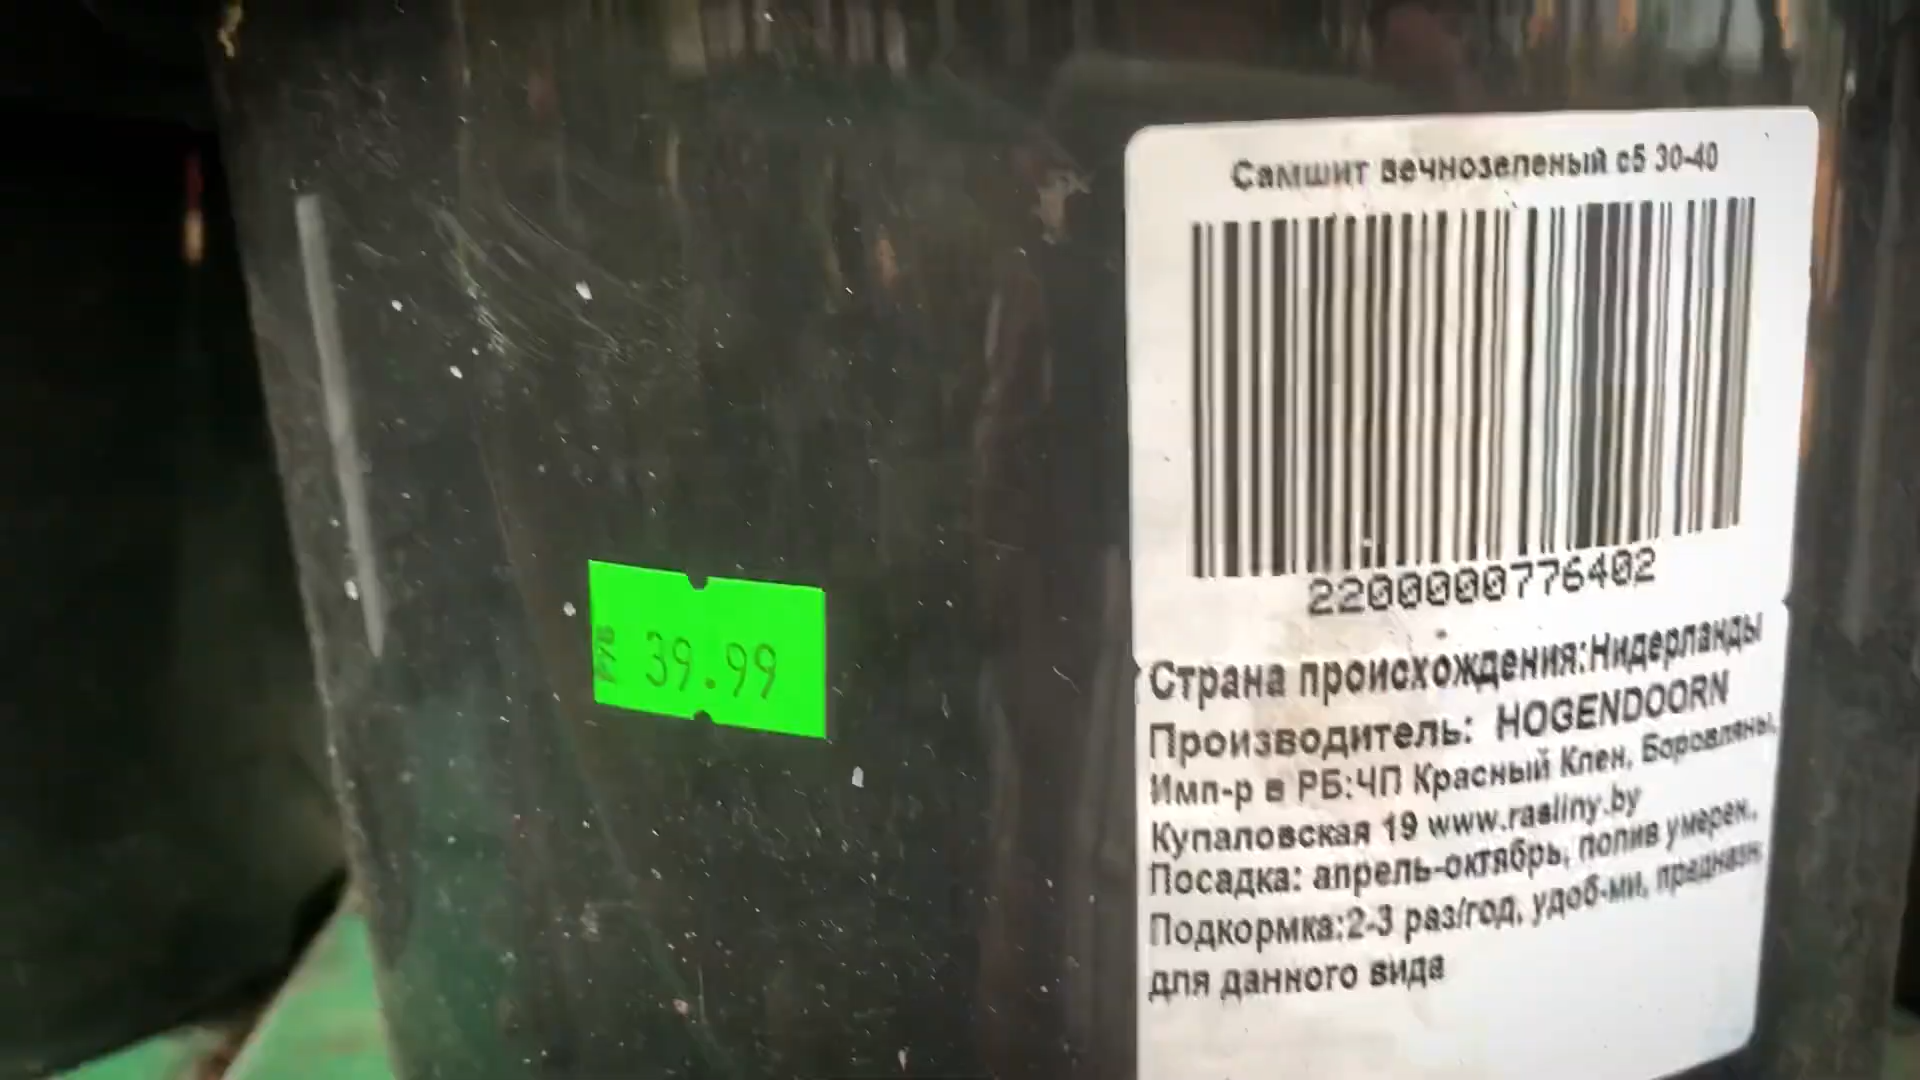 Самшит вечнозеленый с5 30-40
2200000776402
Страна происхождения:Нидерланды
Производитель: HOGENDOORN
Имп-р в РБ:ЧП Красный Клен, Боровляны,
Купаловская 19 www.rasliny.by
Посадка: апрель-октябрь, полив умерен.
Подкормка:2-3 раз/год, удоб-ми, предназн.
для данного вида
39.99